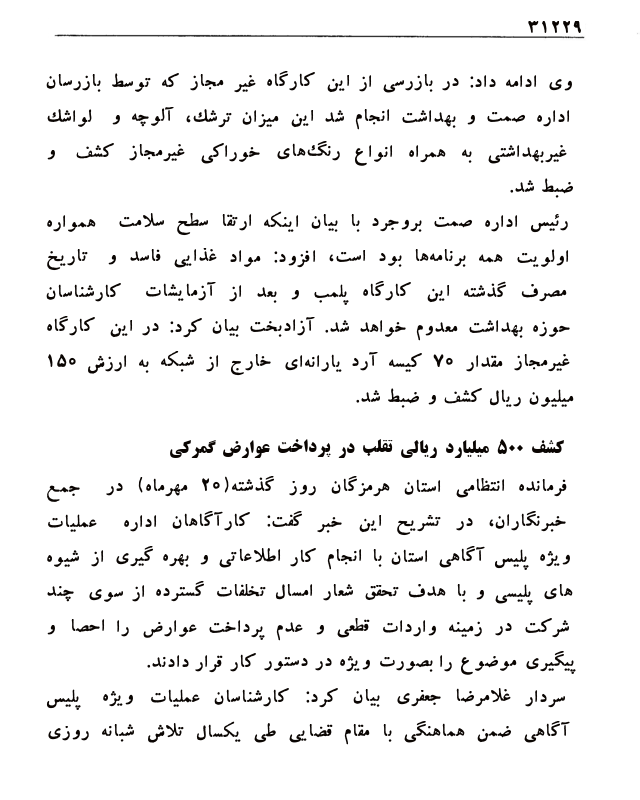 ۳۱۲۲۹
وی ادامه داد: در بازرسی از این کارگاه غیر مجاز که توسط بازرسان
اداره صمت و بهداشت انجام شد این میزان ترشك، آلوچه و لواشك
غیربهداشتی به همراه انواع رنگ‌های خوراکی غیرمجاز کشف و
ضبط شد.
رئیس اداره صمت بروجرد با بیان اینکه ارتقا سطح سلامت همواره
اولویت همه برنامه‌ها بود است، افزود: مواد غذایی فاسد و تاریخ
مصرف گذشته این کارگاه پلمب و بعد از آزمایشات کارشناسان
حوزه بهداشت معدوم خواهد شد. آزادبخت بیان کرد: در این کارگاه
غیرمجاز مقدار ۷۰ کیسه آرد یارانه‌ای خارج از شبکه به ارزش ۱۵۰
میلیون ریال کشف و ضبط شد.
کشف ۵۰۰ میلیارد ریالی تقلب در پرداخت عوارض گمرکی
فرمانده انتظامی استان هرمزگان روز گذشته(۲۰ مهرماه) در جمع
خبرنگاران، در تشریح این خبر گفت: کارآگاهان اداره عملیات
ویژه پلیس آگاهی استان با انجام کار اطلاعاتی و بهره گیری از شیوه
های پلیسی و با هدف تحقق شعار امسال تخلفات گسترده از سوی چند
شرکت در زمینه واردات قطعی و عدم پرداخت عوارض را احصا و
پیگیری موضوع را بصورت ویژه در دستور کار قرار دادند.
سردار غلامرضا جعفری بیان کرد: کارشناسان عملیات ویژه پلیس
آگاهی ضمن هماهنگی با مقام قضایی طی یکسال تلاش شبانه روزی